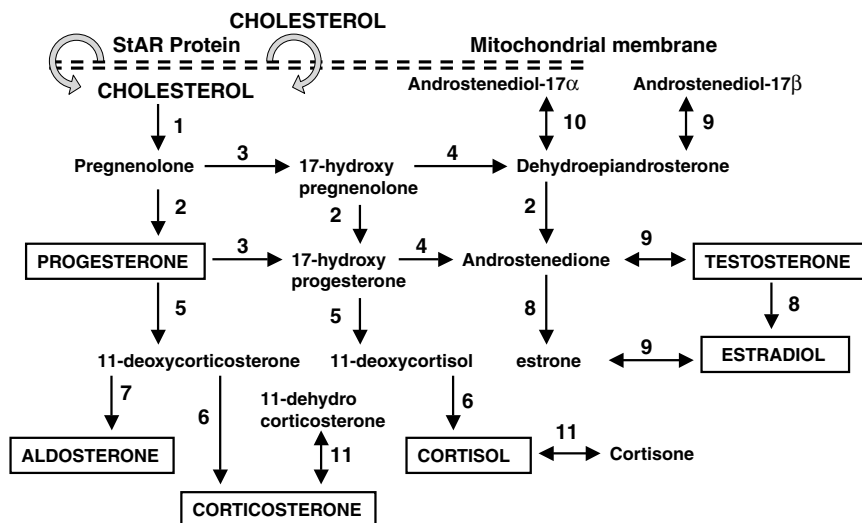 CHOLESTEROL
StAR Protein
Mitochondrial membrane
CHOLESTEROL
Androstenediol-17α
Androstenediol-17β
1
10
9
Pregnenolone
3
17-hydroxy
pregnenolone
4
Dehydroepiandrosterone
2
2
2
PROGESTERONE
3
17-hydroxy
progesterone
4
Androstenedione
9
TESTOSTERONE
5
5
8
8
11-deoxycorticosterone
11-deoxycortisol
estrone
9
ESTRADIOL
7
6
11-dehydro
corticosterone
6
ALDOSTERONE
11
CORTISOL
11
Cortisone
CORTICOSTERONE